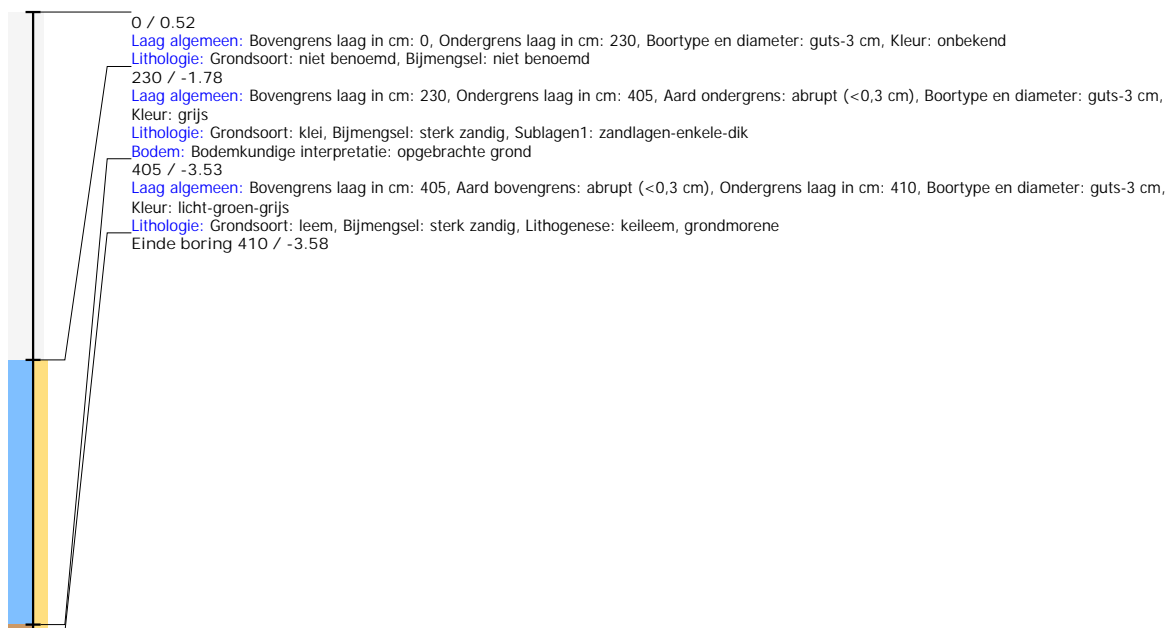 0 / 0.52
Laag algemeen: Bovengrens laag in cm: 0, Ondergrens laag in cm: 230, Boortype en diameter: guts-3 cm, Kleur: onbekend
Lithologie: Grondsoort: niet benoemd, Bijmengsel: niet benoemd
230 / -1.78
Laag algemeen: Bovengrens laag in cm: 230, Ondergrens laag in cm: 405, Aard ondergrens: abrupt (<0,3 cm), Boortype en diameter: guts-3 cm,
Kleur: grijs
Lithologie: Grondsoort: klei, Bijmengsel: sterk zandig, Sublagen1: zandlagen-enkele-dik
Bodem: Bodemkundige interpretatie: opgebrachte grond
405 / -3.53
Laag algemeen: Bovengrens laag in cm: 405, Aard bovengrens: abrupt (<0,3 cm), Ondergrens laag in cm: 410, Boortype en diameter: guts-3 cm,
Kleur: licht-groen-grijs
Lithologie: Grondsoort: leem, Bijmengsel: sterk zandig, Lithogenese: keileem, grondmorene
Einde boring 410 / -3.58